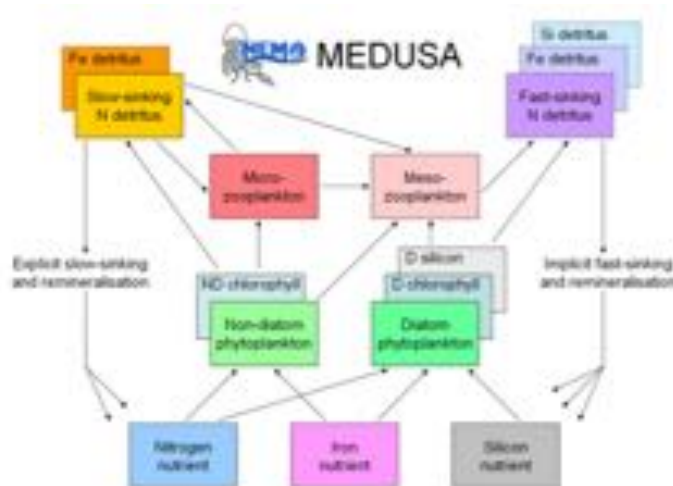 MEDUSA
Si detritus
Fe detritus
Fe detritus
Slow-sinking
N detritus
Fast-sinking
N detritus
Micro-
zooplankton
Meso-
zooplankton
D silicon
Explicit slow-sinking
and remineralisation
ND chlorophyll
D chlorophyll
Implicit fast-sinking
and remineralisation
Non-diatom
phytoplankton
Diatom
phytoplankton
Nitrogen
nutrient
Iron
nutrient
Silicon
nutrient